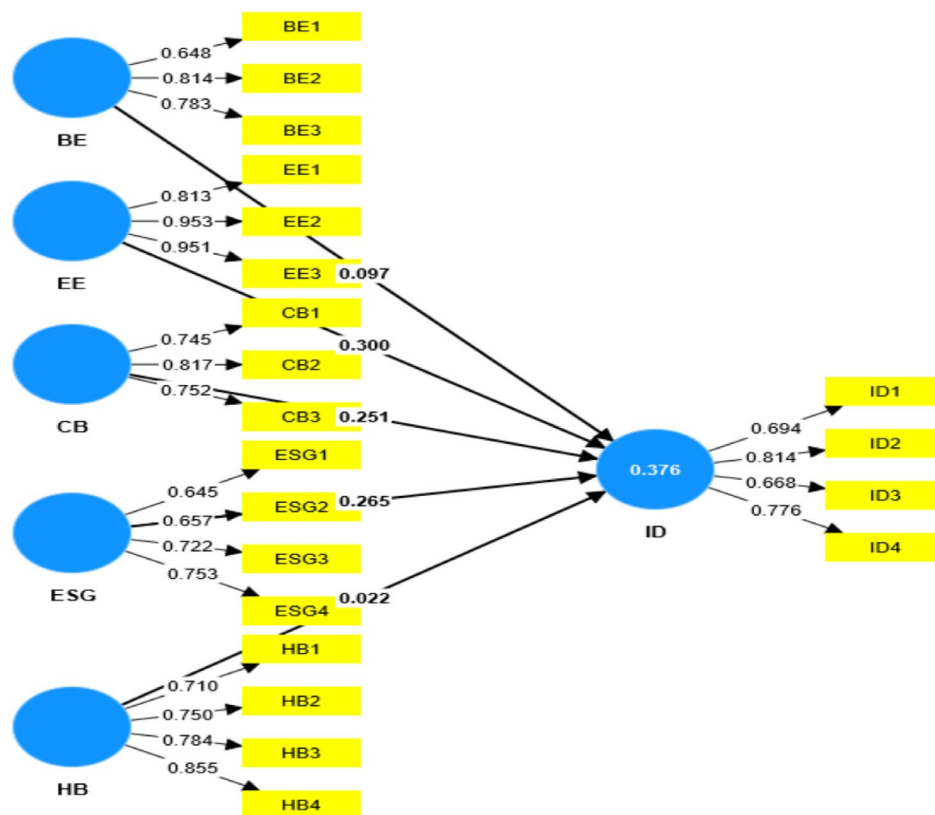 BE1
0.648
0.814
BE2
0.783
BE
BE3
EE1
0.813
0.953
EE2
0.951
EE
EE3
0.097
CB1
0.745
0.300
0.817
CB2
0.752
CB
CB3
0.251
ESG1
0.645
0.657
ESG2
0.265
0.722
ESG3
0.753
ESG
ESG4
0.022
HB1
0.710
0.750
HB2
0.784
HB3
0.855
HB
HB4
0.376
ID
ID1
0.694
0.814
ID2
0.668
ID3
0.776
ID4